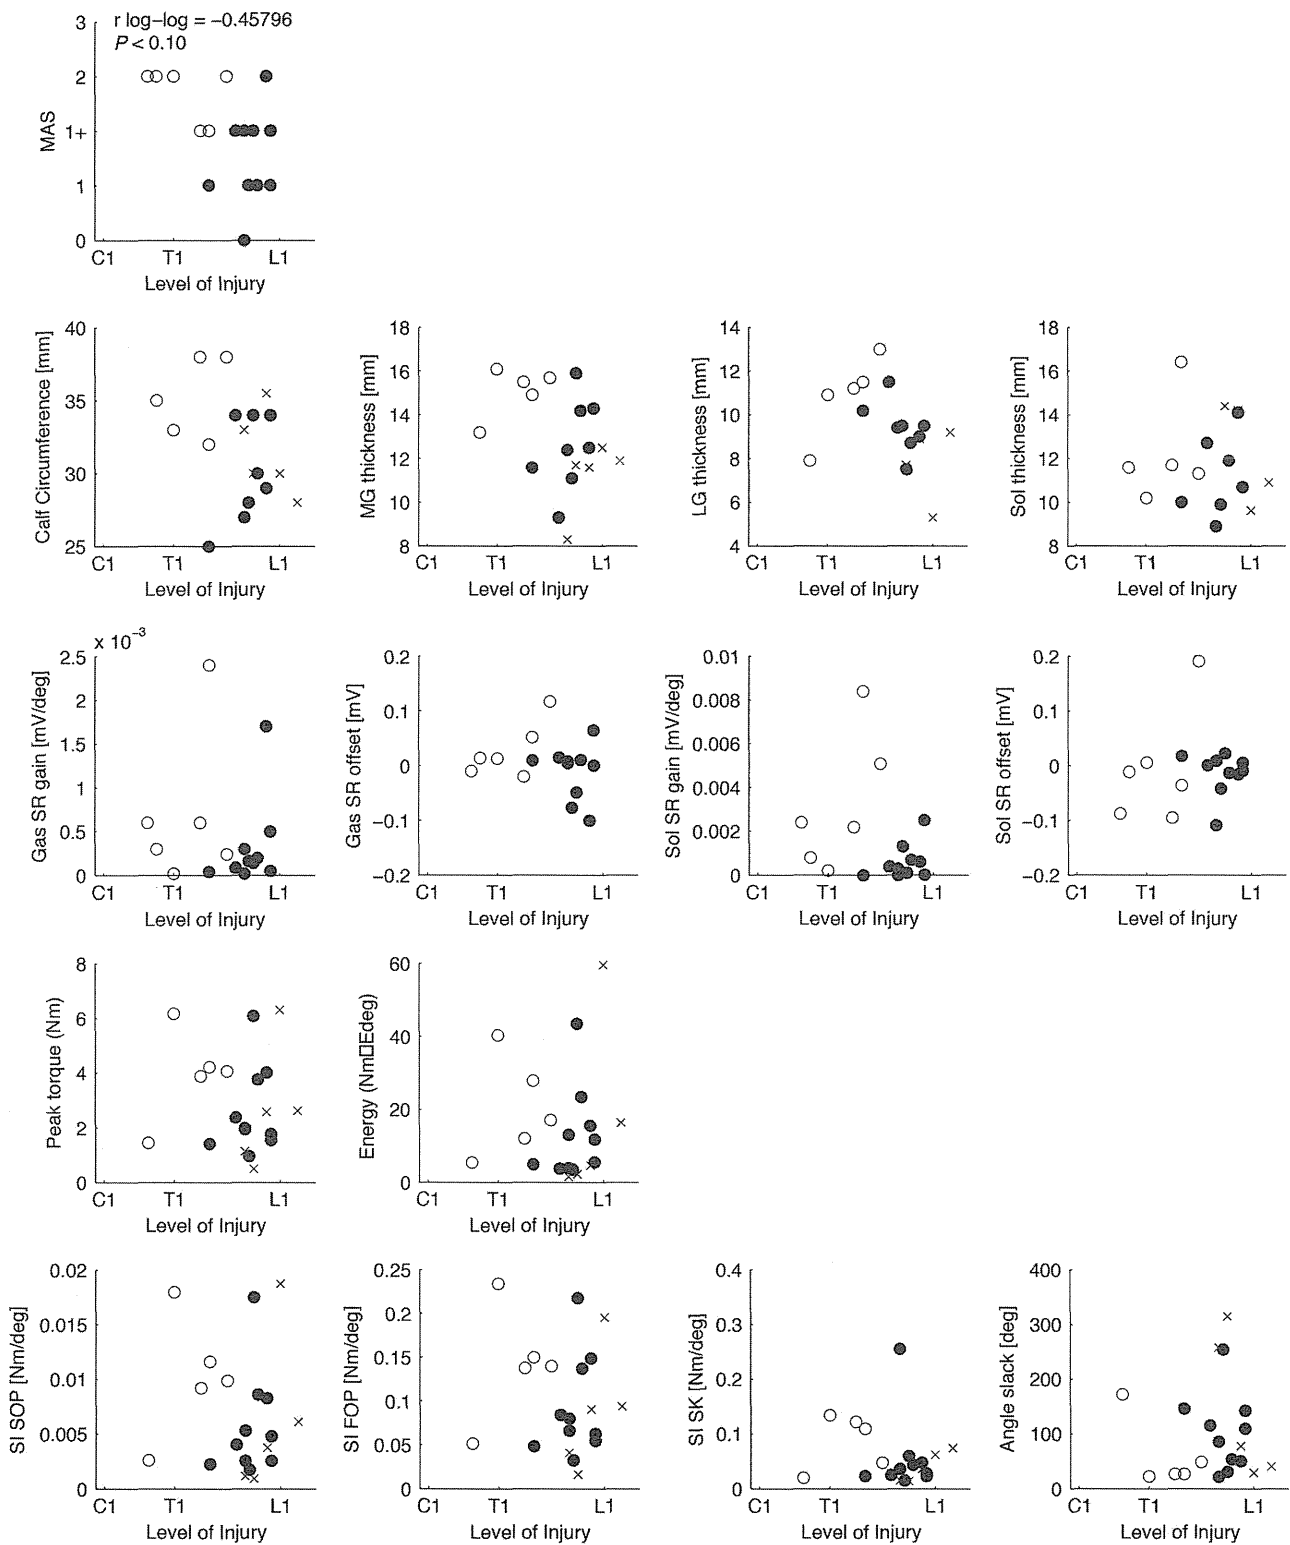 r log−log = −0.45796
P < 0.10
3
2
1+
1
0
MAS
C1 T1 L1
Level of Injury
40
35
30
25
Calf Circumference [mm]
C1 T1 L1
Level of Injury
18
16
14
12
10
8
MG thickness [mm]
C1 T1 L1
Level of Injury
14
12
10
8
6
4
LG thickness [mm]
C1 T1 L1
Level of Injury
18
16
14
12
10
8
Sol thickness [mm]
C1 T1 L1
Level of Injury
x 10⁻³
2.5
2
1.5
1
0.5
0
Gas SR gain [mV/deg]
C1 T1 L1
Level of Injury
0.2
0.1
0
−0.1
−0.2
Gas SR offset [mV]
C1 T1 L1
Level of Injury
0.01
0.008
0.006
0.004
0.002
0
Sol SR gain [mV/deg]
C1 T1 L1
Level of Injury
0.2
0.1
0
−0.1
−0.2
Sol SR offset [mV]
C1 T1 L1
Level of Injury
8
6
4
2
0
Peak torque (Nm)
C1 T1 L1
Level of Injury
60
40
20
0
Energy (Nm□Edeg)
C1 T1 L1
Level of Injury
0.02
0.015
0.01
0.005
0
SI SOP [Nm/deg]
C1 T1 L1
Level of Injury
0.25
0.2
0.15
0.1
0.05
0
SI FOP [Nm/deg]
C1 T1 L1
Level of Injury
0.4
0.3
0.2
0.1
0
SI SK [Nm/deg]
C1 T1 L1
Level of Injury
400
300
200
100
0
Angle slack [deg]
C1 T1 L1
Level of Injury